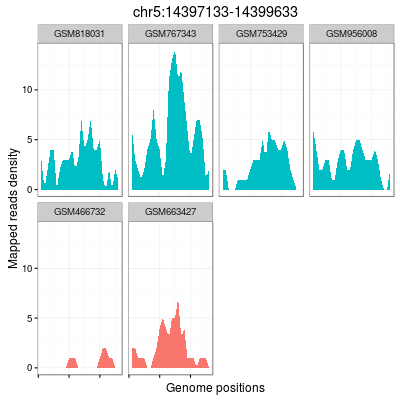 chr5:14397133-14399633
GSM818031 GSM767343 GSM753429 GSM956008
10
5
0
GSM466732 GSM663427
10
5
0
Mapped reads density
Genome positions